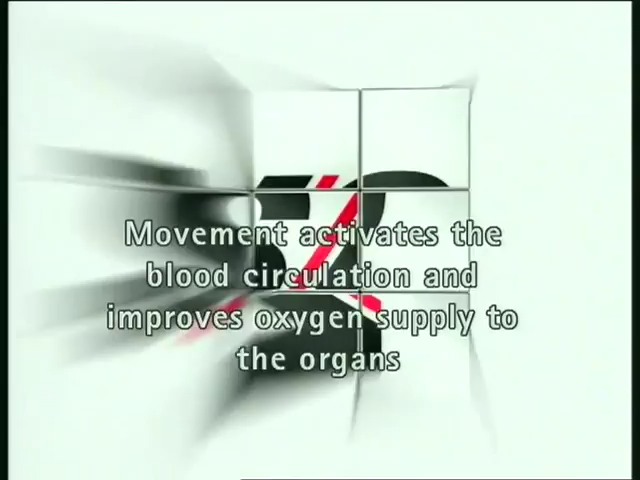 Movement activates the
blood circulation and
improves oxygen supply to
the organs